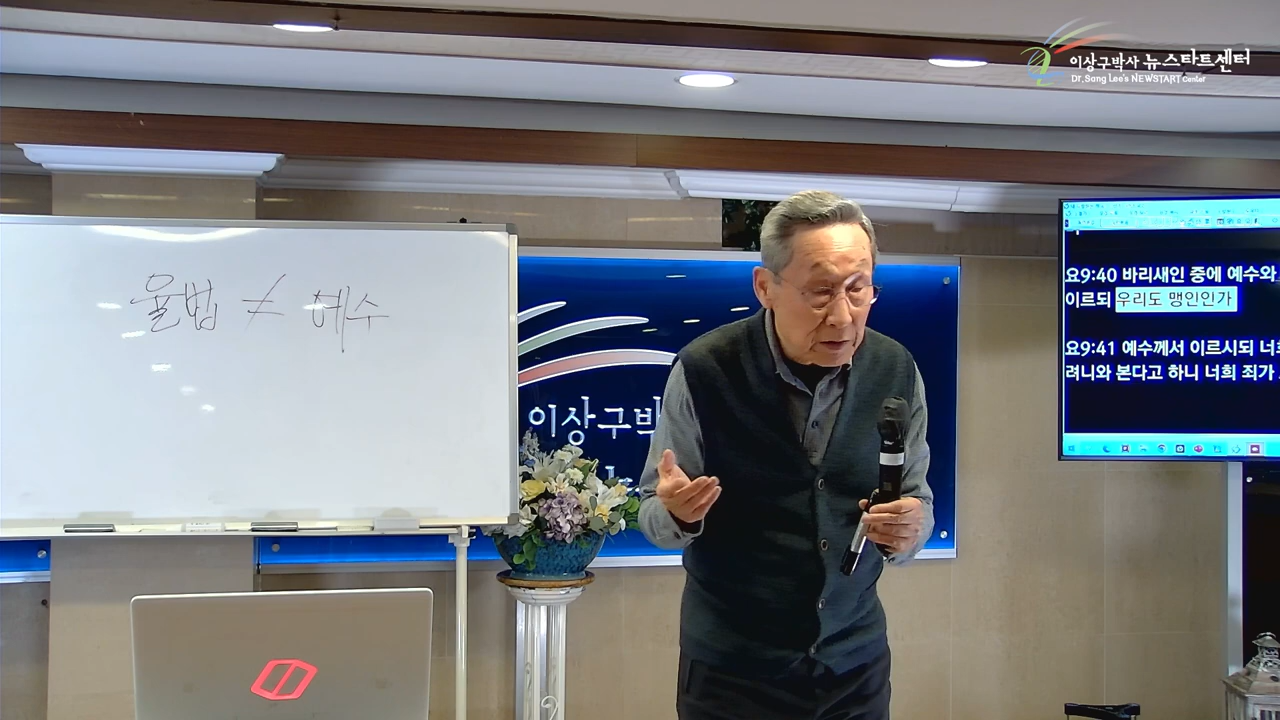 이상구박사 뉴스타트센터
Dr. Sang Lee's NEWSTART Center
율법 ≠ 예수
이상구박
요9:40 바리새인 중에 예수와
이르되 우리도 맹인인가
요9:41 예수께서 이르시되 너희
려니와 본다고 하니 너희 죄가